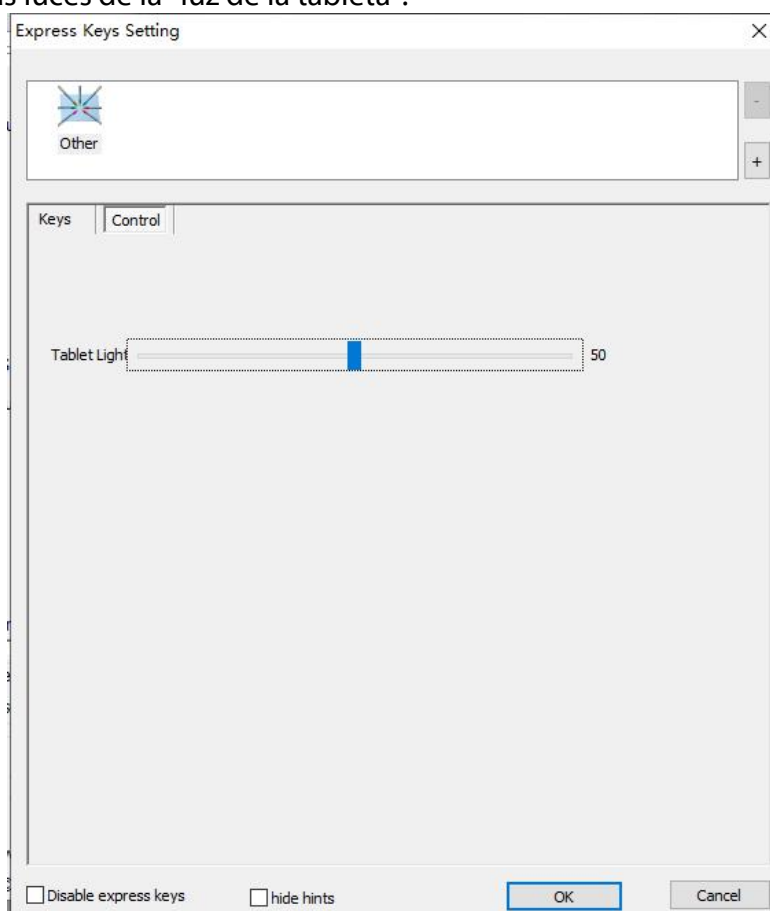 luces de la "luz de la tableta".
Express Keys Setting
Other
-
+
Keys
Control
Tablet Light
50
Disable express keys
hide hints
OK
Cancel